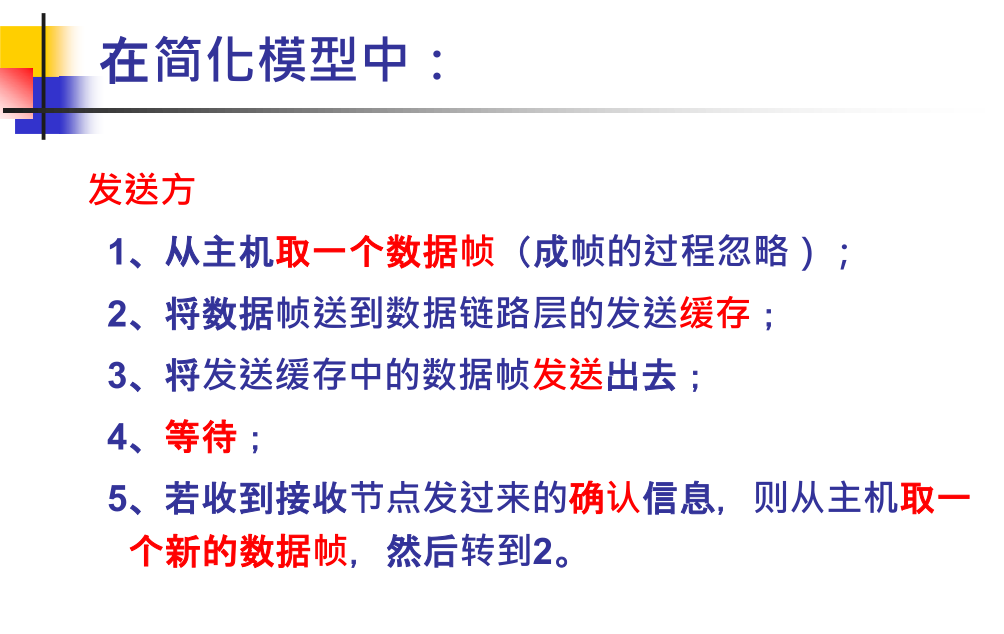 在简化模型中：
发送方
1、从主机取一个数据帧（成帧的过程忽略）；
2、将数据帧送到数据链路层的发送缓存；
3、将发送缓存中的数据帧发送出去；
4、等待；
5、若收到接收节点发过来的确认信息，则从主机取一
个新的数据帧，然后转到2。